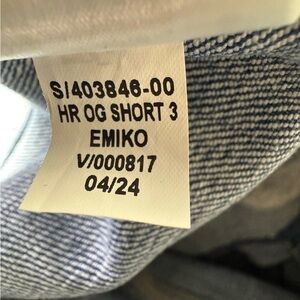 S/403846-00
HR OG SHORT 3
EMIKO
V/000817
04/24